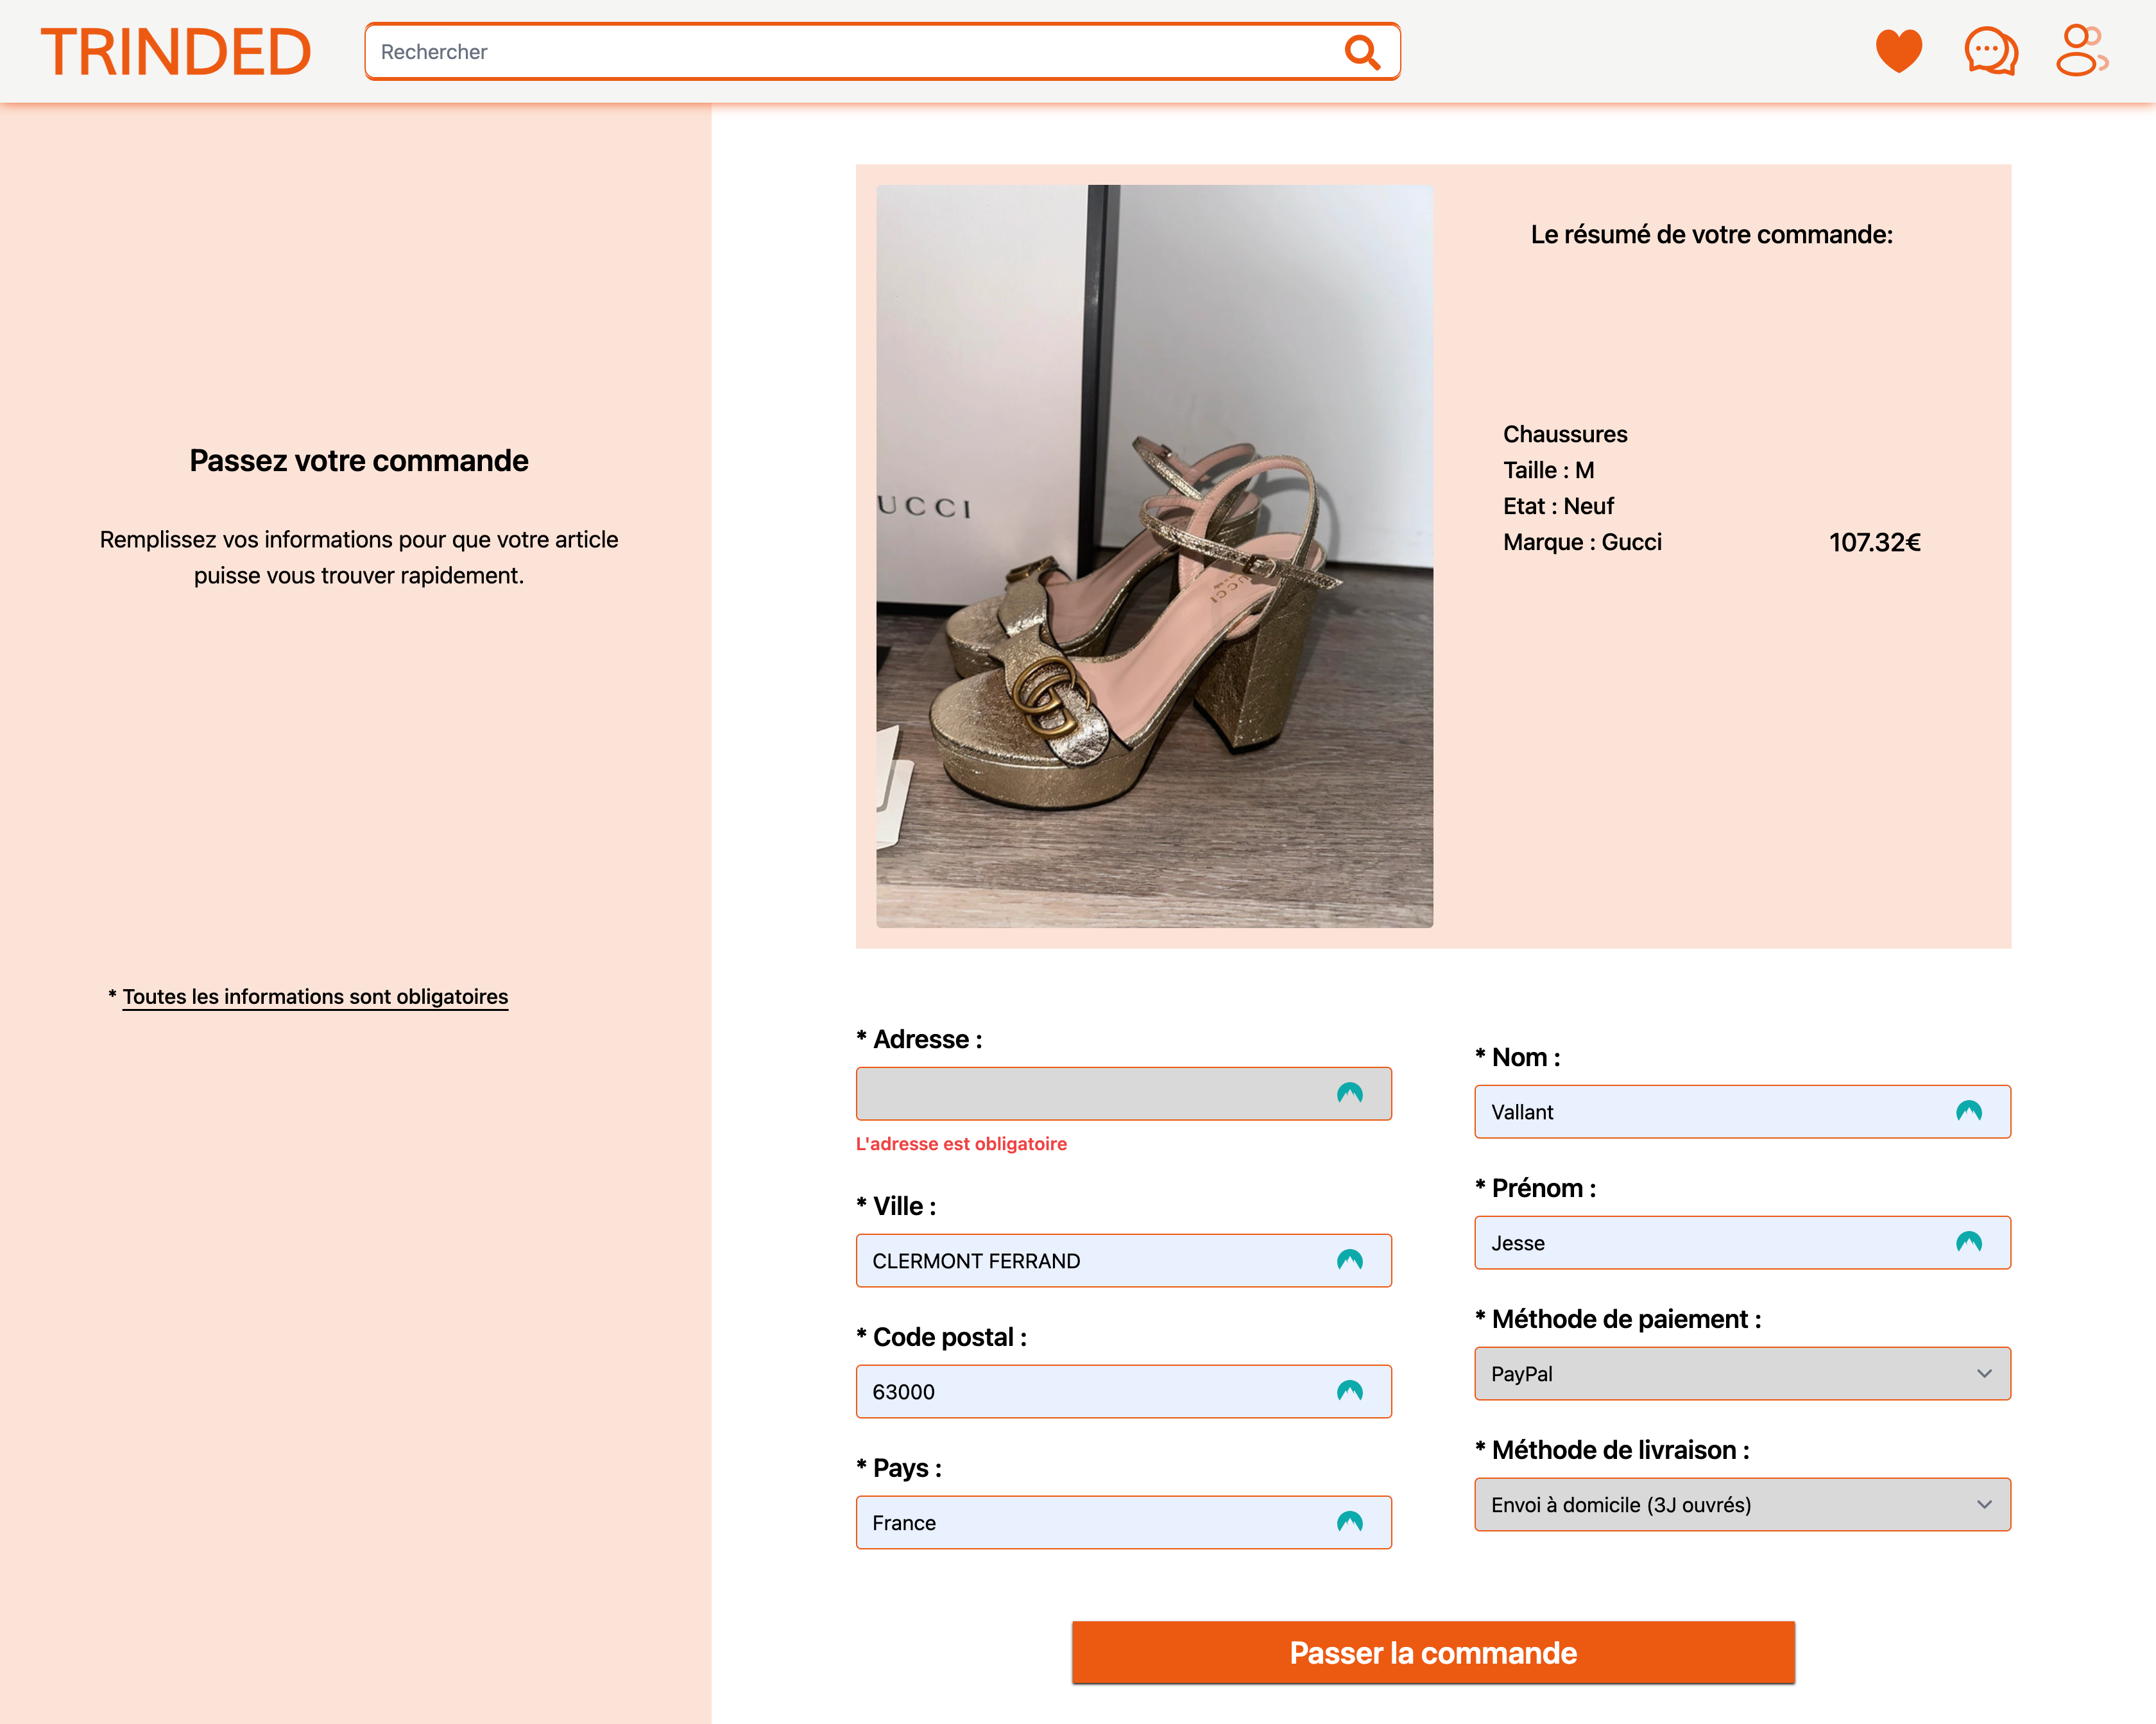 TRINDED
Rechercher
Passez votre commande
Remplissez vos informations pour que votre article
puisse vous trouver rapidement.
* Toutes les informations sont obligatoires
UCCI
UCCI
Le résumé de votre commande:
Chaussures
Taille : M
Etat : Neuf
Marque : Gucci
107.32€
* Adresse :
L'adresse est obligatoire
* Ville :
CLERMONT FERRAND
* Code postal :
63000
* Pays :
France
* Nom :
Vallant
* Prénom :
Jesse
* Méthode de paiement :
PayPal
* Méthode de livraison :
Envoi à domicile (3J ouvrés)
Passer la commande